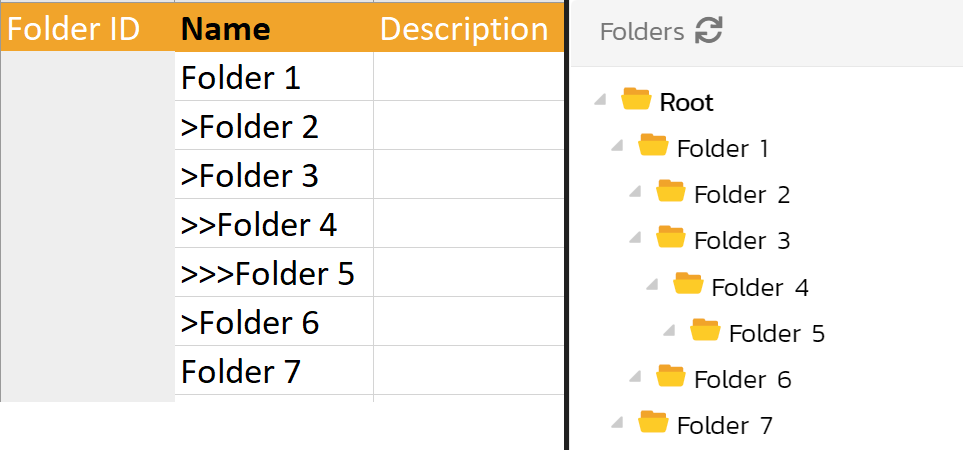 Folder ID Name Description
Folder 1
>Folder 2
>Folder 3
>>Folder 4
>>>Folder 5
>Folder 6
Folder 7
Folders
Root
Folder 1
Folder 2
Folder 3
Folder 4
Folder 5
Folder 6
Folder 7